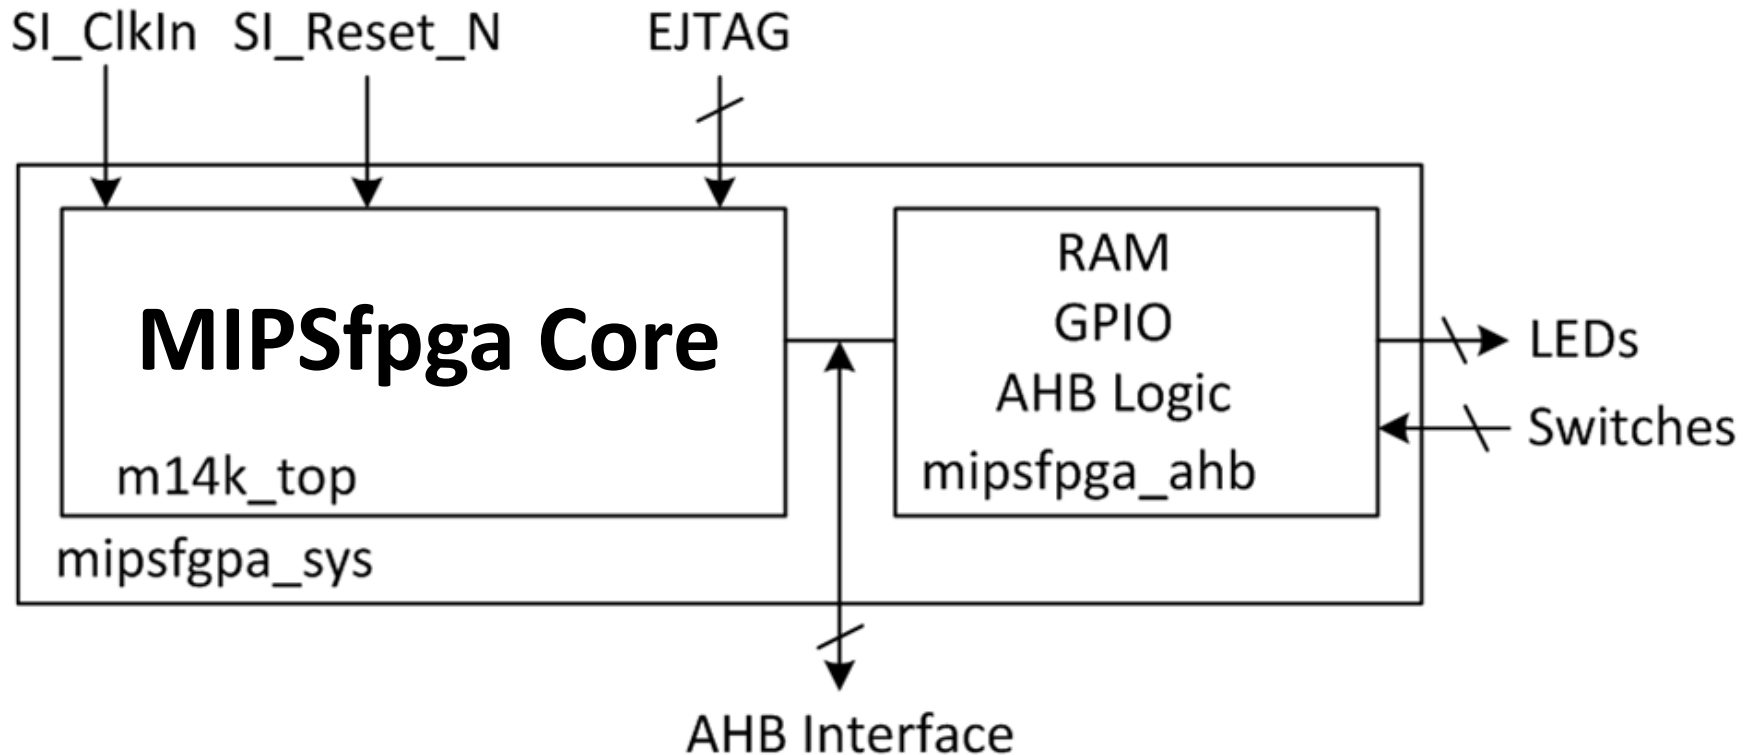 SI_ClkIn SI_Reset_N EJTAG
MIPSfpga Core
m14k_top
mipsfgpa_sys
RAM
GPIO
AHB Logic
mipsfpga_ahb
LEDs
Switches
AHB Interface